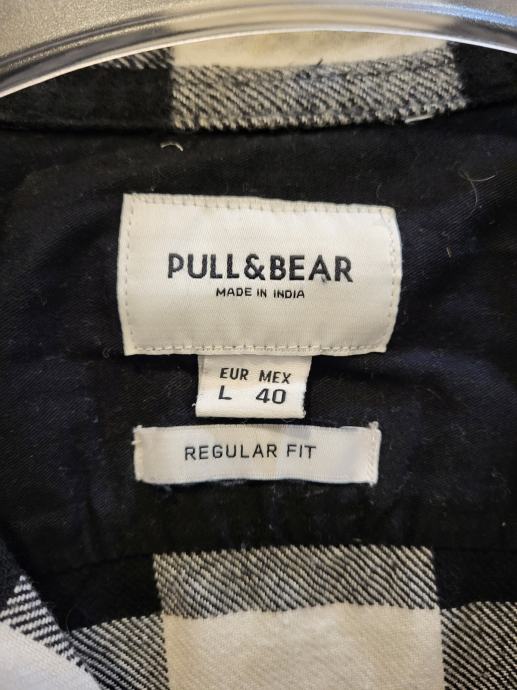 PULL&BEAR
MADE IN INDIA
EUR MEX
L 40
REGULAR FIT